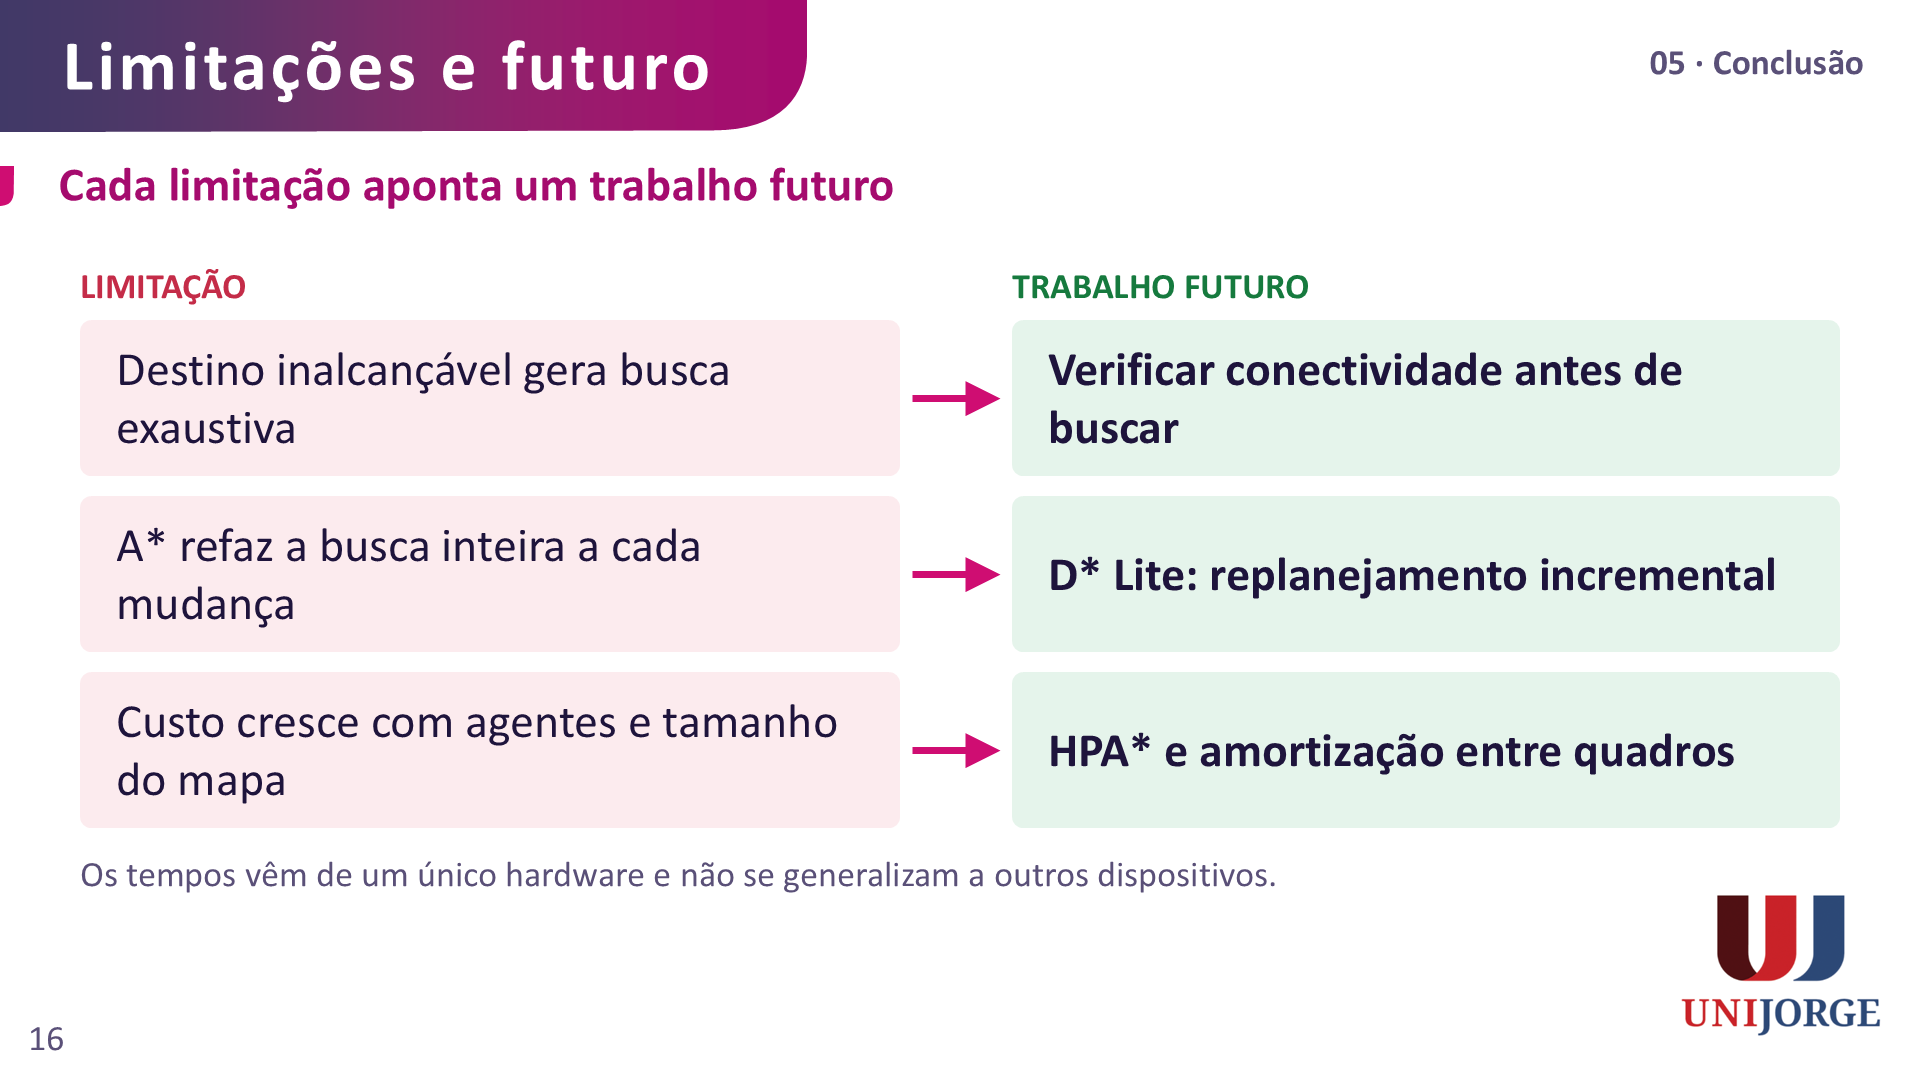 Limitações e futuro
05 · Conclusão
Cada limitação aponta um trabalho futuro
LIMITAÇÃO
Destino inalcançável gera busca
exaustiva
A* refaz a busca inteira a cada
mudança
Custo cresce com agentes e tamanho
do mapa
TRABALHO FUTURO
Verificar conectividade antes de
buscar
D* Lite: replanejamento incremental
HPA* e amortização entre quadros
Os tempos vêm de um único hardware e não se generalizam a outros dispositivos.
UNIJORGE
16